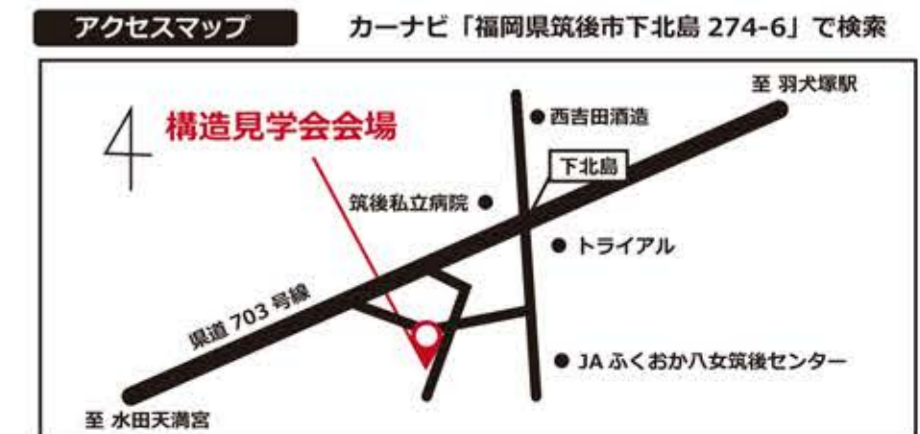 アクセスマップ
カーナビ「福岡県筑後市下北島 274-6」で検索
至 羽犬塚駅
構造見学会会場
西吉田酒造
下北島
筑後私立病院
トライアル
県道 703 号線
JA ふくおか八女筑後センター
至 水田天満宮